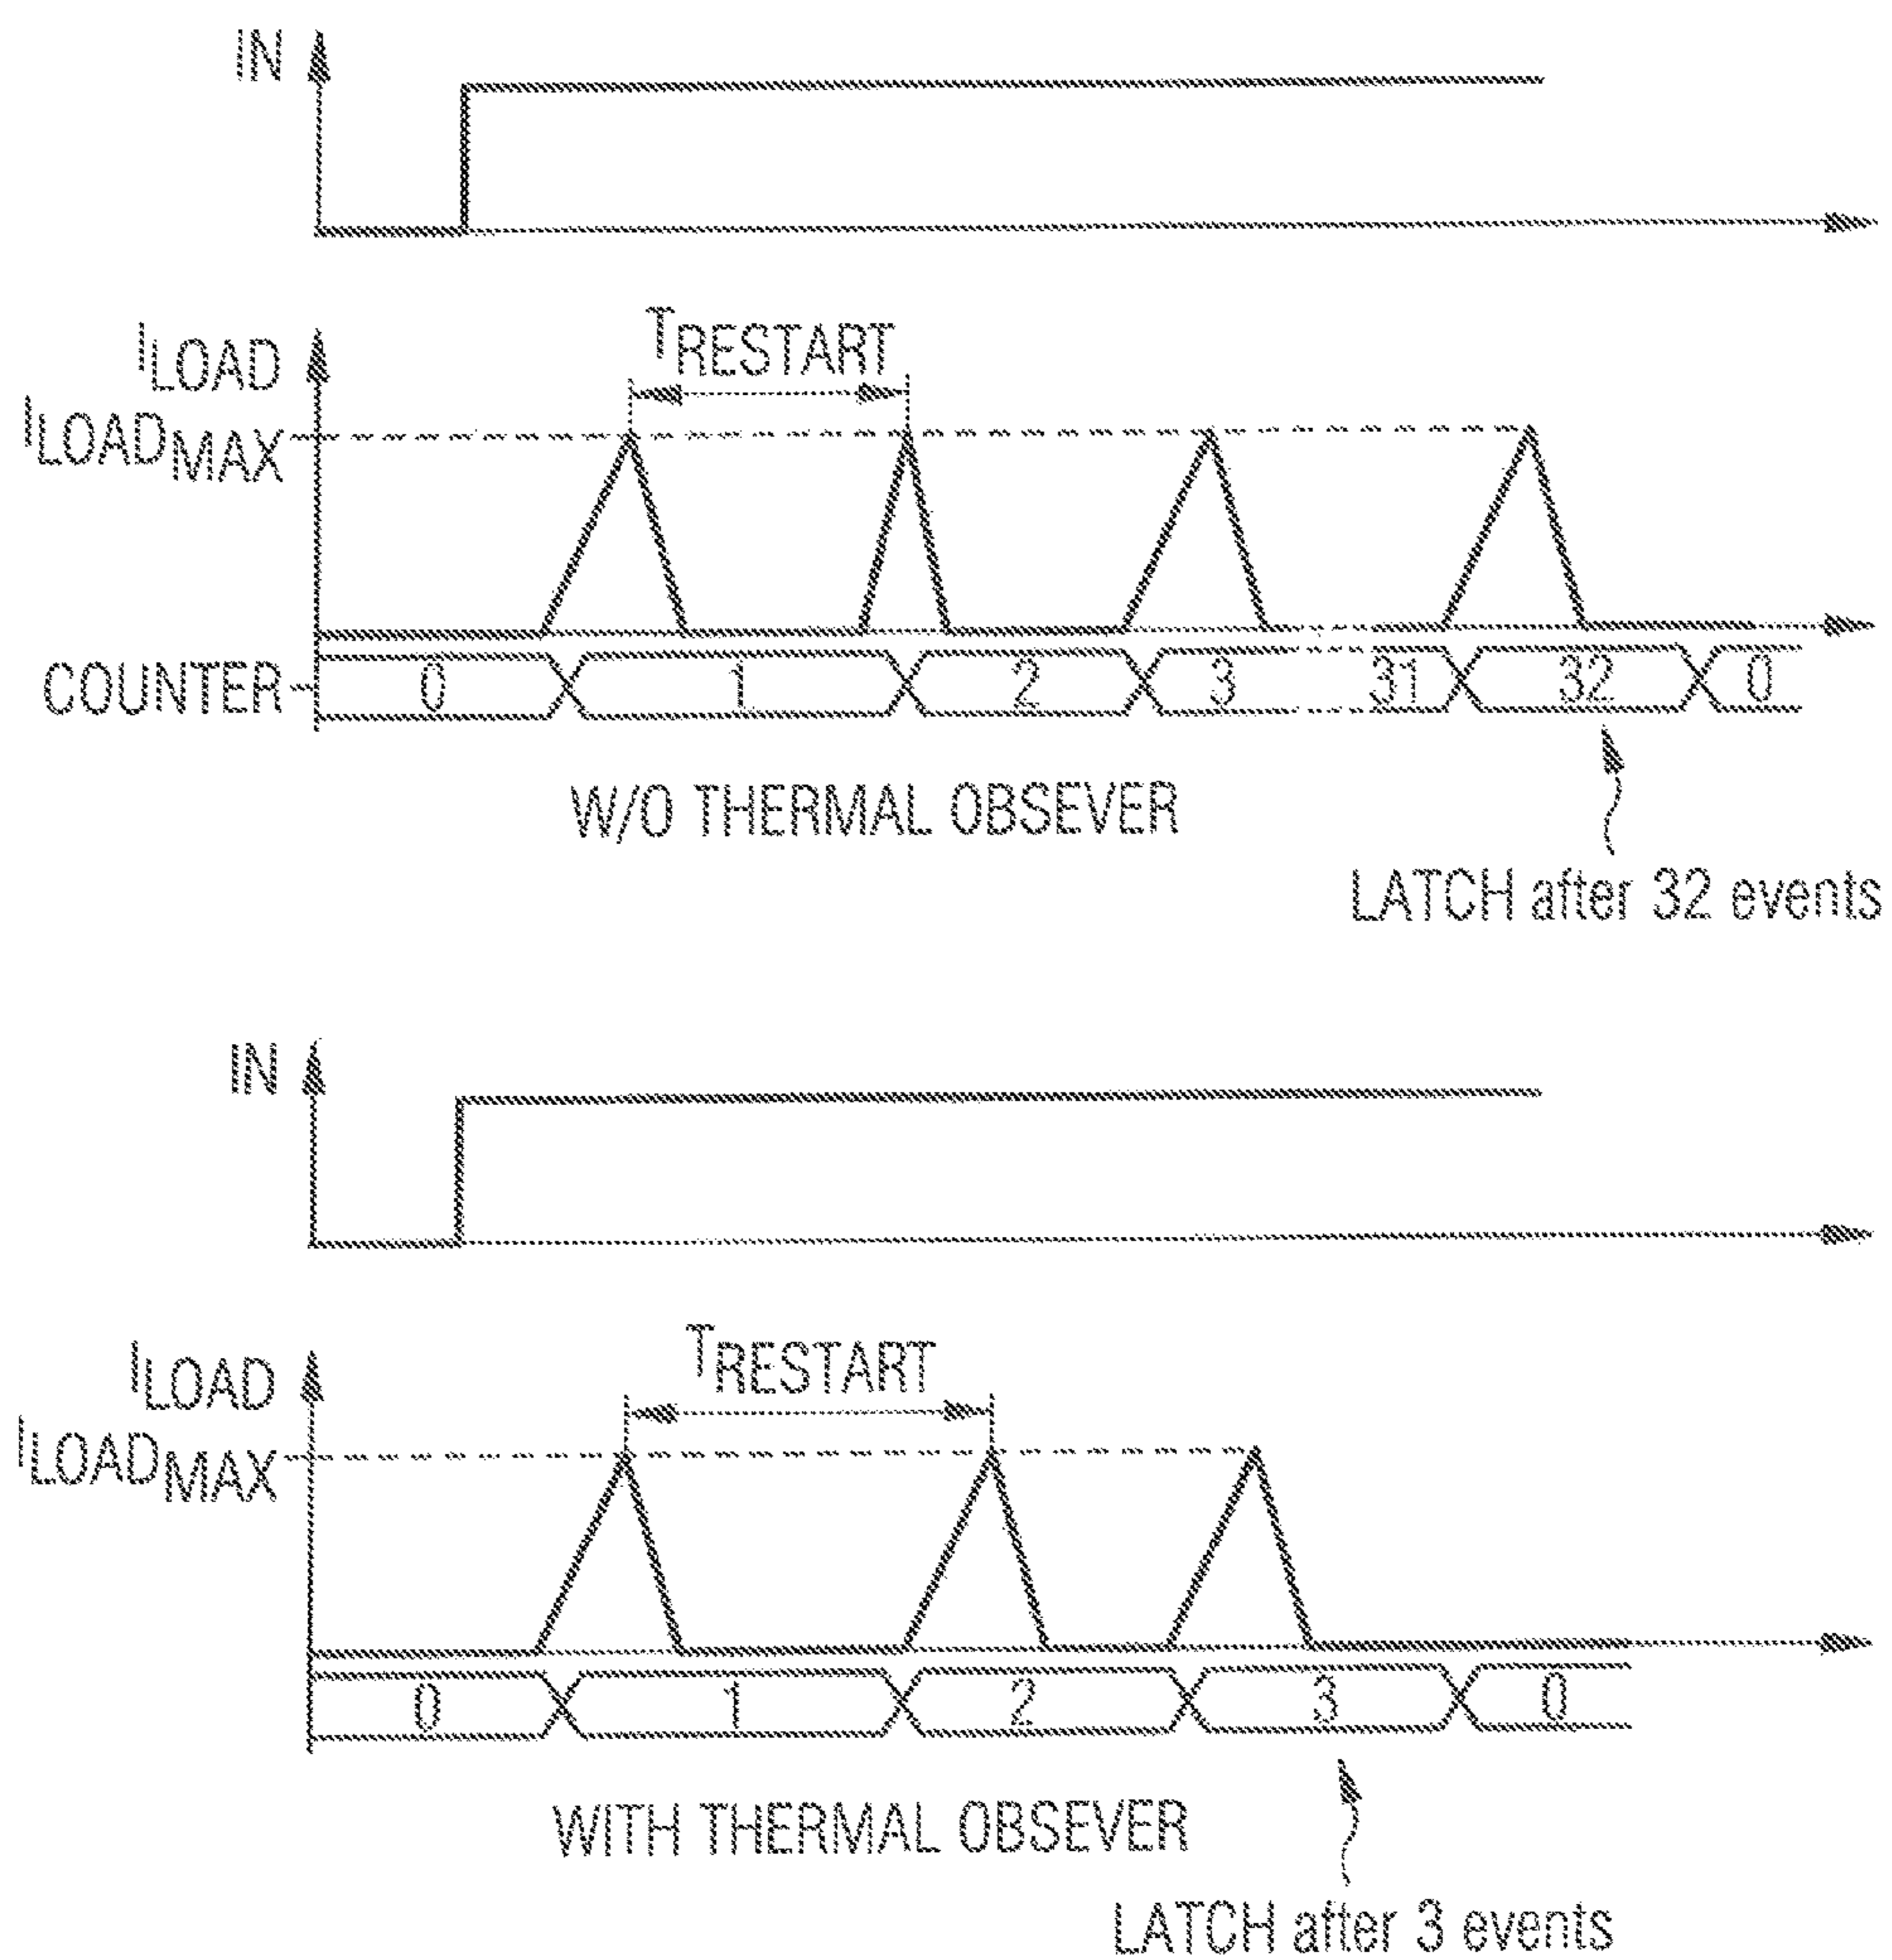 IN
TRESTART
ILOAD
ILOADMAX
COUNTER
0 1 2 3 31 32 0
W/O THERMAL OBSEVER
LATCH after 32 events
IN
TRESTART
ILOAD
ILOADMAX
0 1 2 3 0
WITH THERMAL OBSEVER
LATCH after 3 events